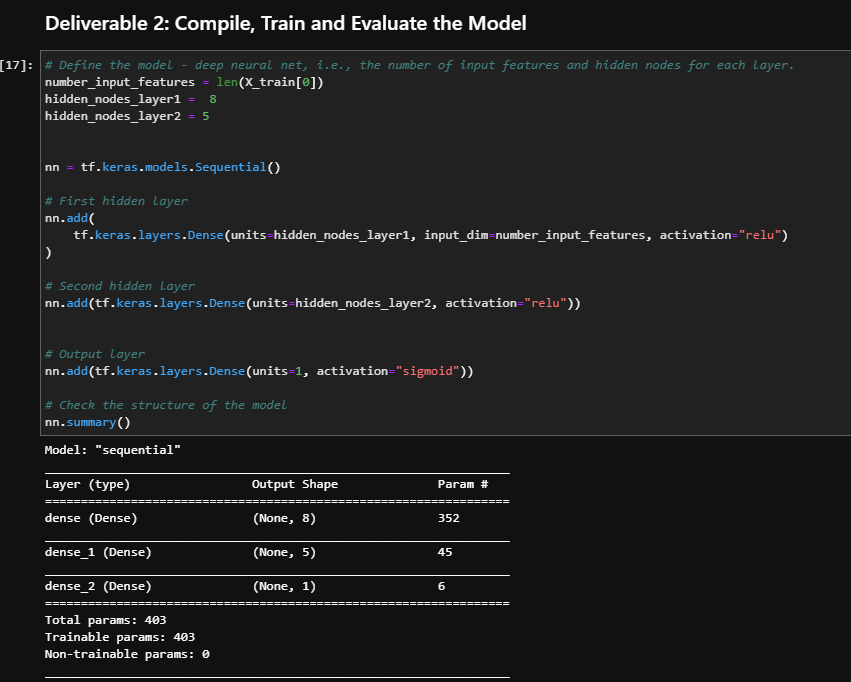 Deliverable 2: Compile, Train and Evaluate the Model
[17]:
# Define the model - deep neural net, i.e., the number of input features and hidden nodes for each layer.
number_input_features = len(X_train[0])
hidden_nodes_layer1 =  8
hidden_nodes_layer2 = 5
nn = tf.keras.models.Sequential()
# First hidden layer
nn.add(
    tf.keras.layers.Dense(units=hidden_nodes_layer1, input_dim=number_input_features, activation="relu")
)
# Second hidden layer
nn.add(tf.keras.layers.Dense(units=hidden_nodes_layer2, activation="relu"))
# Output layer
nn.add(tf.keras.layers.Dense(units=1, activation="sigmoid"))
# Check the structure of the model
nn.summary()
Model: "sequential"
_________________________________________________________________
Layer (type)                 Output Shape              Param #
=================================================================
dense (Dense)                (None, 8)                 352
_________________________________________________________________
dense_1 (Dense)              (None, 5)                 45
_________________________________________________________________
dense_2 (Dense)              (None, 1)                 6
=================================================================
Total params: 403
Trainable params: 403
Non-trainable params: 0
_________________________________________________________________